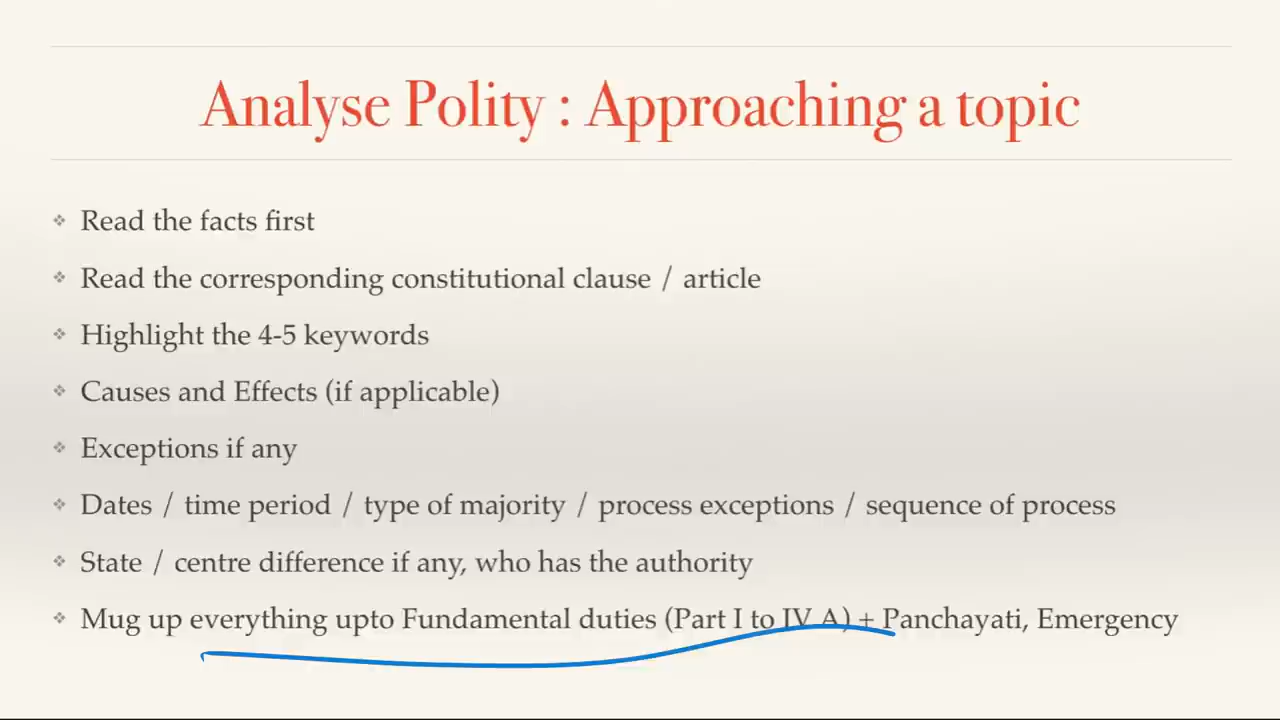 Analyse Polity : Approaching a topic
Read the facts first
Read the corresponding constitutional clause / article
Highlight the 4-5 keywords
Causes and Effects (if applicable)
Exceptions if any
Dates / time period / type of majority / process exceptions / sequence of process
State / centre difference if any, who has the authority
Mug up everything upto Fundamental duties (Part I to IV A) + Panchayati, Emergency